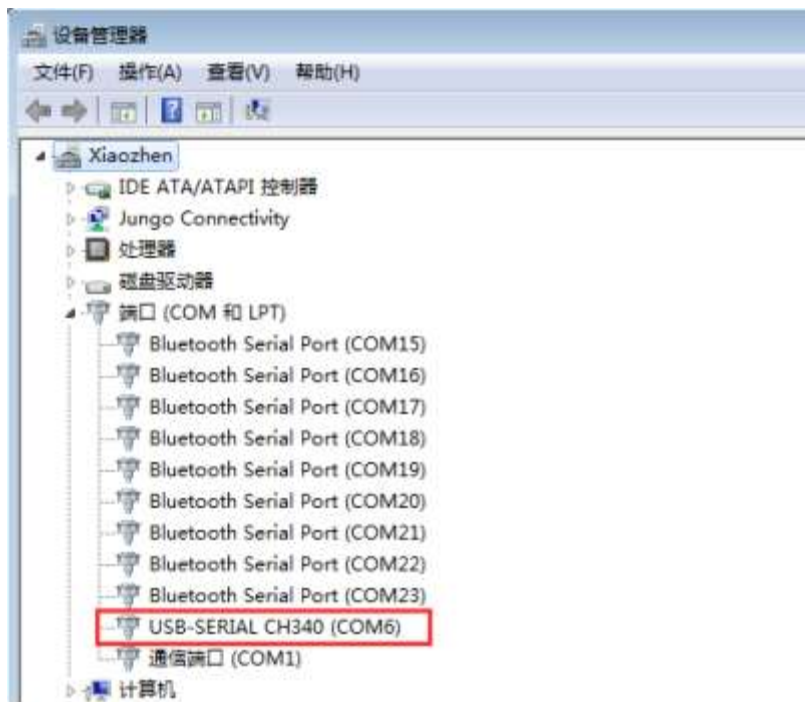 设备管理器
文件(F) 操作(A) 查看(V) 帮助(H)
Xiaozhen
IDE ATA/ATAPI 控制器
Jungo Connectivity
处理器
磁盘驱动器
端口 (COM 和 LPT)
Bluetooth Serial Port (COM15)
Bluetooth Serial Port (COM16)
Bluetooth Serial Port (COM17)
Bluetooth Serial Port (COM18)
Bluetooth Serial Port (COM19)
Bluetooth Serial Port (COM20)
Bluetooth Serial Port (COM21)
Bluetooth Serial Port (COM22)
Bluetooth Serial Port (COM23)
USB-SERIAL CH340 (COM6)
通信端口 (COM1)
计算机